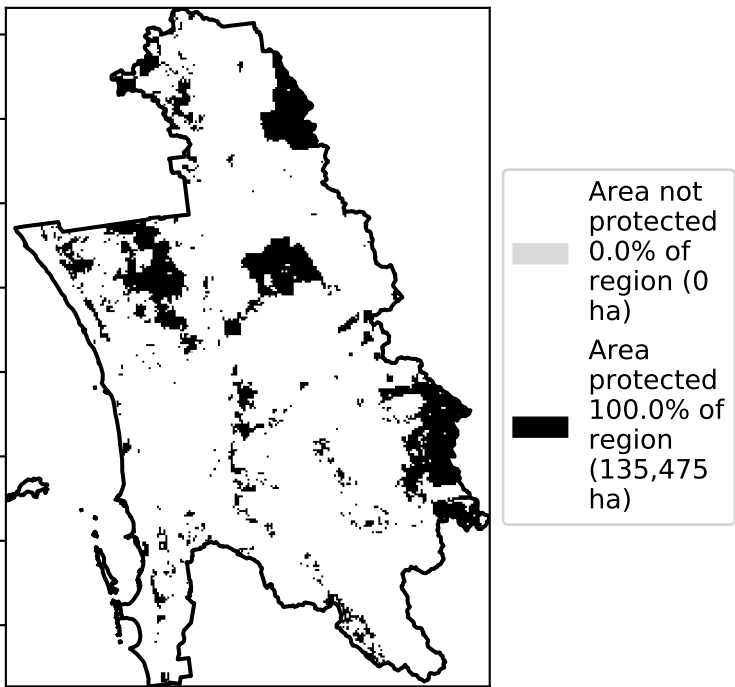 Area not
protected
0.0% of
region (0
ha)
Area
protected
100.0% of
region
(135,475
ha)